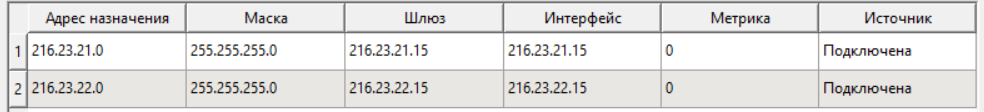 Адрес назначения Маска Шлюз Интерфейс Метрика Источник
1 216.23.21.0 255.255.255.0 216.23.21.15 216.23.21.15 0 Подключена
2 216.23.22.0 255.255.255.0 216.23.22.15 216.23.22.15 0 Подключена